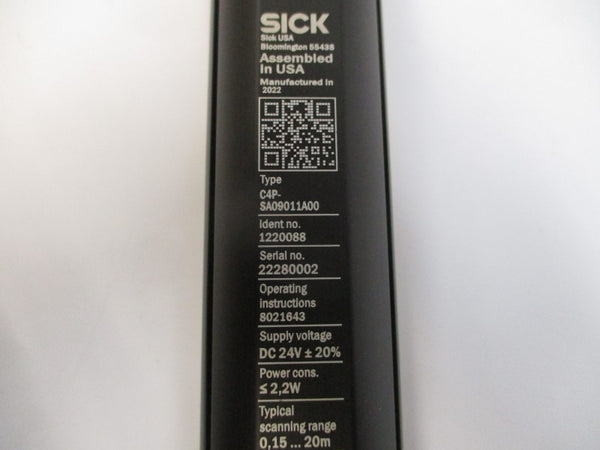 SICK
Sick USA
Bloomington 55438
Assembled
in USA
Manufactured in
2022
Type
C4P-
SA09011A00
Ident no.
1220088
Serial no.
22280002
Operating
instructions
8021643
Supply voltage
DC 24V ± 20%
Power cons.
≤ 2,2W
Typical
scanning range
0,15 ... 20m